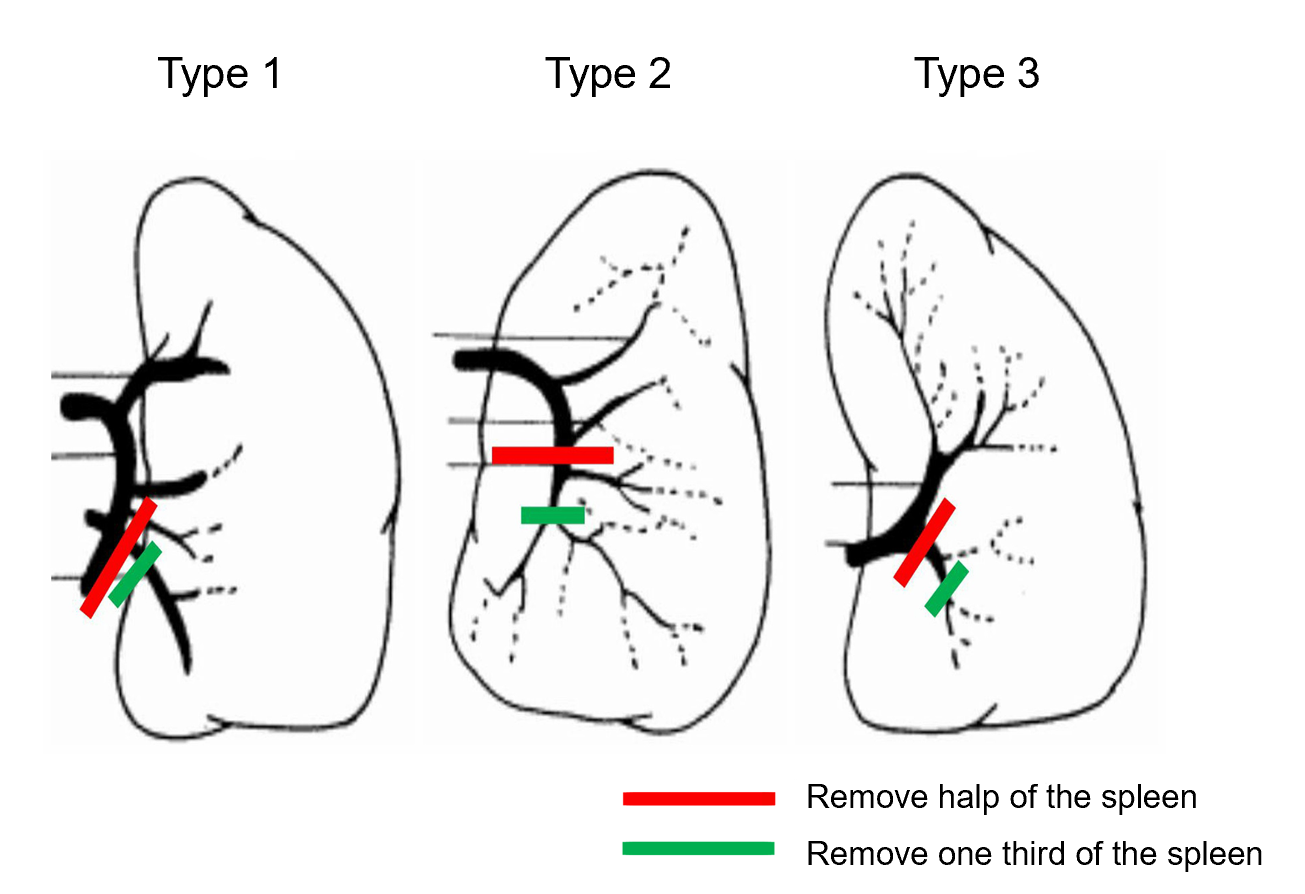 Type 1
Type 2
Type 3
Remove halp of the spleen
Remove one third of the spleen